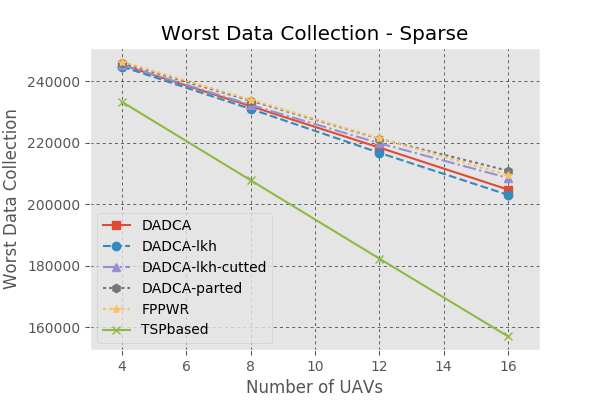 Worst Data Collection - Sparse
Worst Data Collection
240000
220000
200000
180000
160000
DADCA
DADCA-lkh
DADCA-lkh-cutted
DADCA-parted
FPPWR
TSPbased
4 6 8 10 12 14 16
Number of UAVs